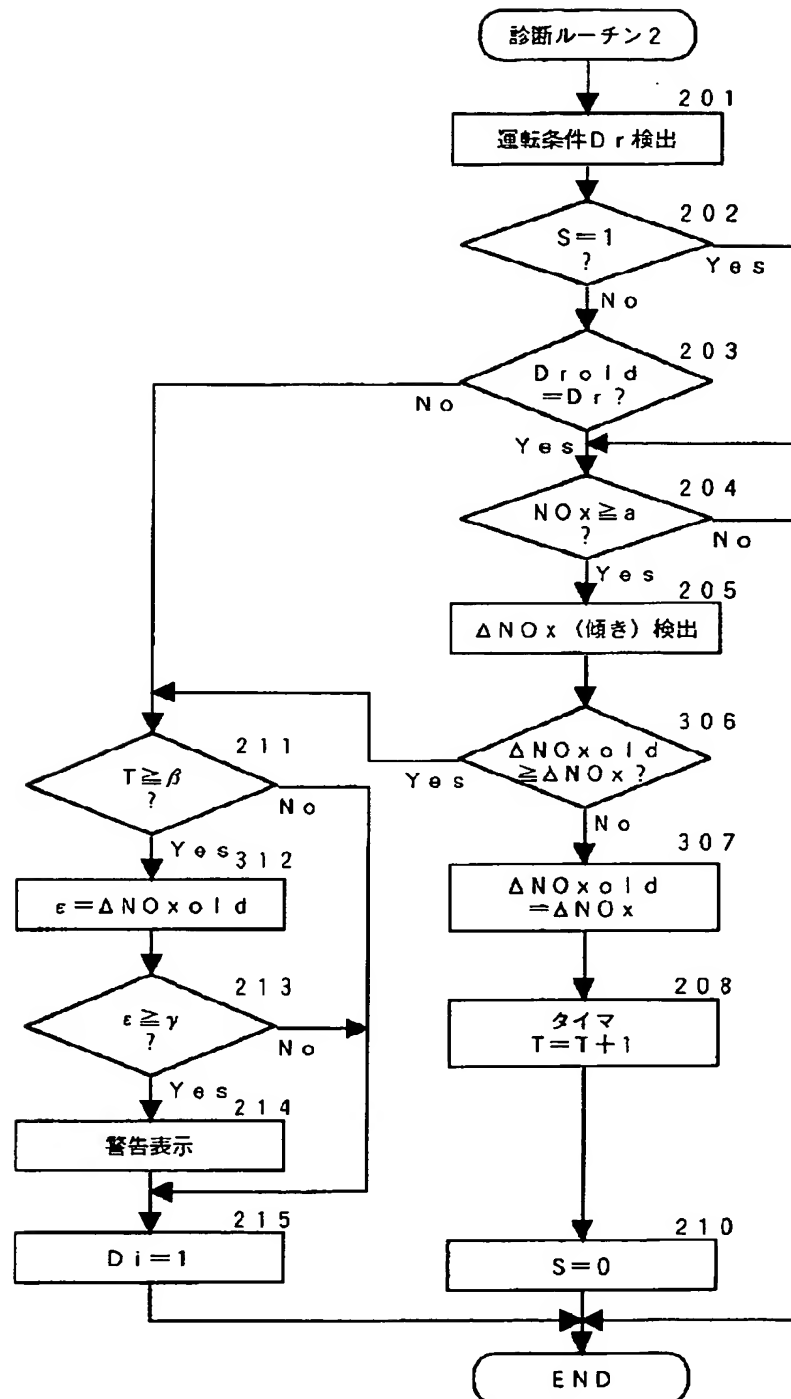 診断ルーチン2
201
運転条件Dr検出
202
S=1
?
Yes
No
203
Drold
=Dr?
No
Yes
204
NOx≧a
?
No
Yes
205
ΔNOx(傾き)検出
306
ΔNOxold
≧ΔNOx?
Yes
No
211
T≧β
?
No
Yes
312
ε=ΔNOxold
307
ΔNOxold
=ΔNOx
213
ε≧γ
?
No
Yes
208
タイマ
T=T+1
214
警告表示
215
Di=1
210
S=0
END